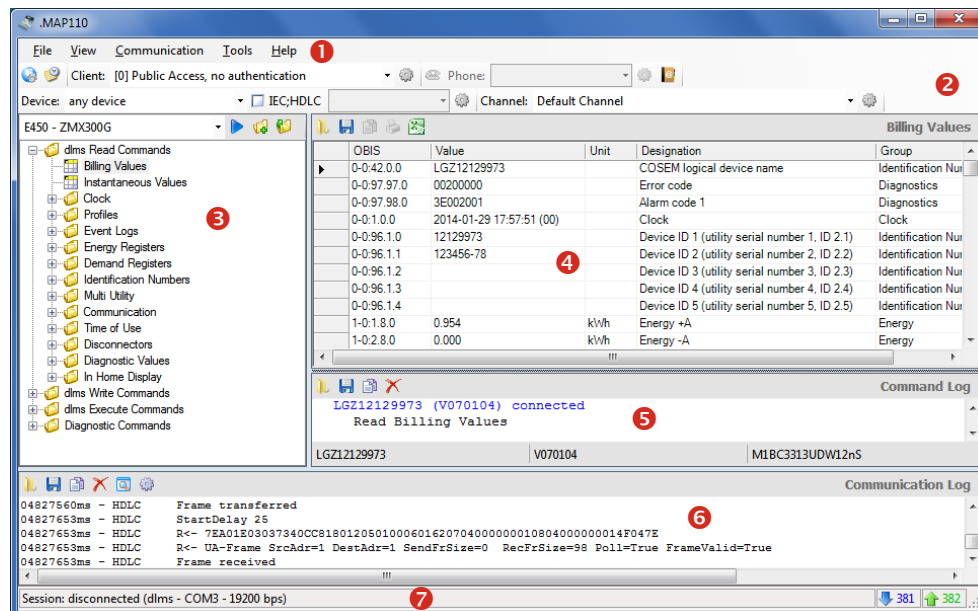 .MAP110
File View Communication Tools Help 1
Client: [0] Public Access, no authentication Phone:
2
Device: any device IEC;HDLC Channel: Default Channel
E450 - ZMX300G
dlms Read Commands
Billing Values
Instantaneous Values
Clock
Profiles
Event Logs
Energy Registers
Demand Registers
Identification Numbers
Multi Utility
Communication
Time of Use
Disconnectors
Diagnostic Values
In Home Display
dlms Write Commands
dlms Execute Commands
Diagnostic Commands
3
Billing Values
OBIS Value Unit Designation Group
0-0:42.0.0 LGZ12129973 COSEM logical device name Identification Nur
0-0:97.97.0 00200000 Error code Diagnostics
0-0:97.98.0 3E002001 Alarm code 1 Diagnostics
0-0:1.0.0 2014-01-29 17:57:51 (00) Clock Clock
0-0:96.1.0 12129973 Device ID 1 (utility serial number 1, ID 2.1) Identification Nur
0-0:96.1.1 123456-78 Device ID 2 (utility serial number 2, ID 2.2) Identification Nur
0-0:96.1.2 Device ID 3 (utility serial number 3, ID 2.3) Identification Nur
0-0:96.1.3 Device ID 4 (utility serial number 4, ID 2.4) Identification Nur
0-0:96.1.4 Device ID 5 (utility serial number 5, ID 2.5) Identification Nur
1-0:1.8.0 0.954 kWh Energy +A Energy
1-0:2.8.0 0.000 kWh Energy -A Energy
4
Command Log
LGZ12129973 (V070104) connected
Read Billing Values
5
LGZ12129973 V070104 M1BC3313UDW12nS
Communication Log
04827560ms - HDLC Frame transferred
04827653ms - HDLC StartDelay 25
04827653ms - HDLC R<- 7EA01E03037340CC81801205010006016207040000000108040000000014F047E
04827653ms - HDLC R<- UA-Frame SrcAdr=1 DestAdr=1 SendFrSize=0 RecFrSize=98 Poll=True FrameValid=True
04827653ms - HDLC Frame received
6
Session: disconnected (dlms - COM3 - 19200 bps) 7 381 382